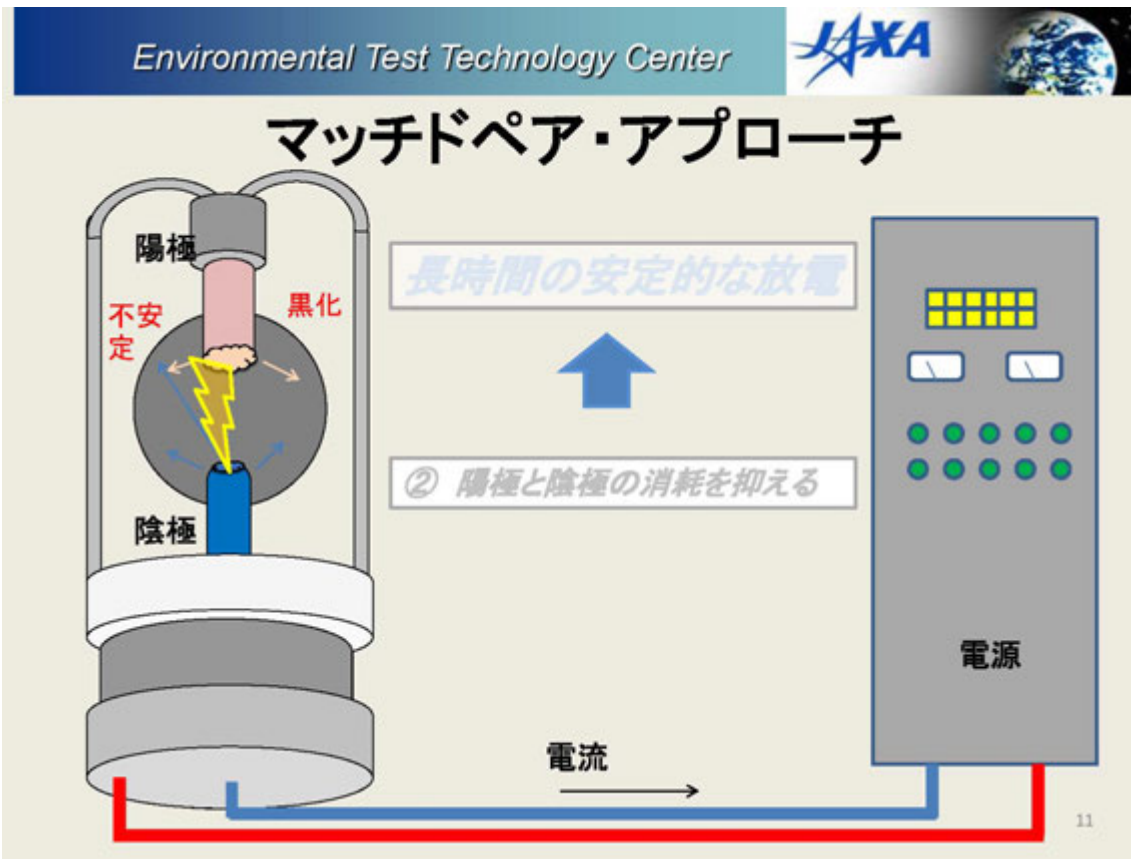 Environmental Test Technology Center
JAXA
マッチドペア・アプローチ
陽極
不安
定
黒化
長時間の安定的な放電
② 陽極と陰極の消耗を抑える
陰極
電源
電流
11